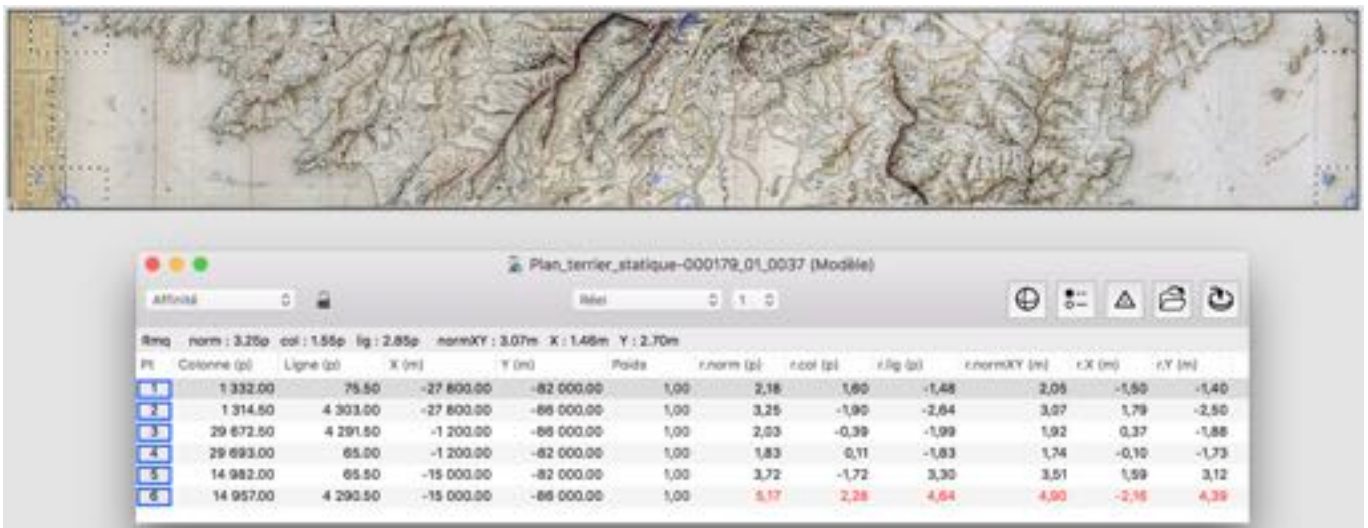 Plan_terrier_statique-000179_01_0037 (Modèle)
Affinité Réel 1
Rmq norm : 3.25p col : 1.55p lig : 2.85p normXY : 3.07m X : 1.46m Y : 2.70m
Pt Colonne (p) Ligne (p) X (m) Y (m) Poids r.norm (p) r.col (p) r.lig (p) r.normXY (m) r.X (m) r.Y (m)
1 1 332.00 75.50 -27 800.00 -82 000.00 1,00 2,18 1,60 -1,48 2,05 -1,50 -1,40
2 1 314.50 4 303.00 -27 800.00 -86 000.00 1,00 3,25 -1,90 -2,64 3,07 1,79 -2,50
3 29 672.50 4 291.50 -1 200.00 -86 000.00 1,00 2,03 -0,39 -1,99 1,92 0,37 -1,88
4 29 693.00 65.00 -1 200.00 -82 000.00 1,00 1,83 0,11 -1,83 1,74 -0,10 -1,73
5 14 982.00 65.50 -15 000.00 -82 000.00 1,00 3,72 -1,72 3,30 3,51 1,59 3,12
6 14 957.00 4 290.50 -15 000.00 -86 000.00 1,00 5,17 2,28 4,64 4,90 -2,16 4,39